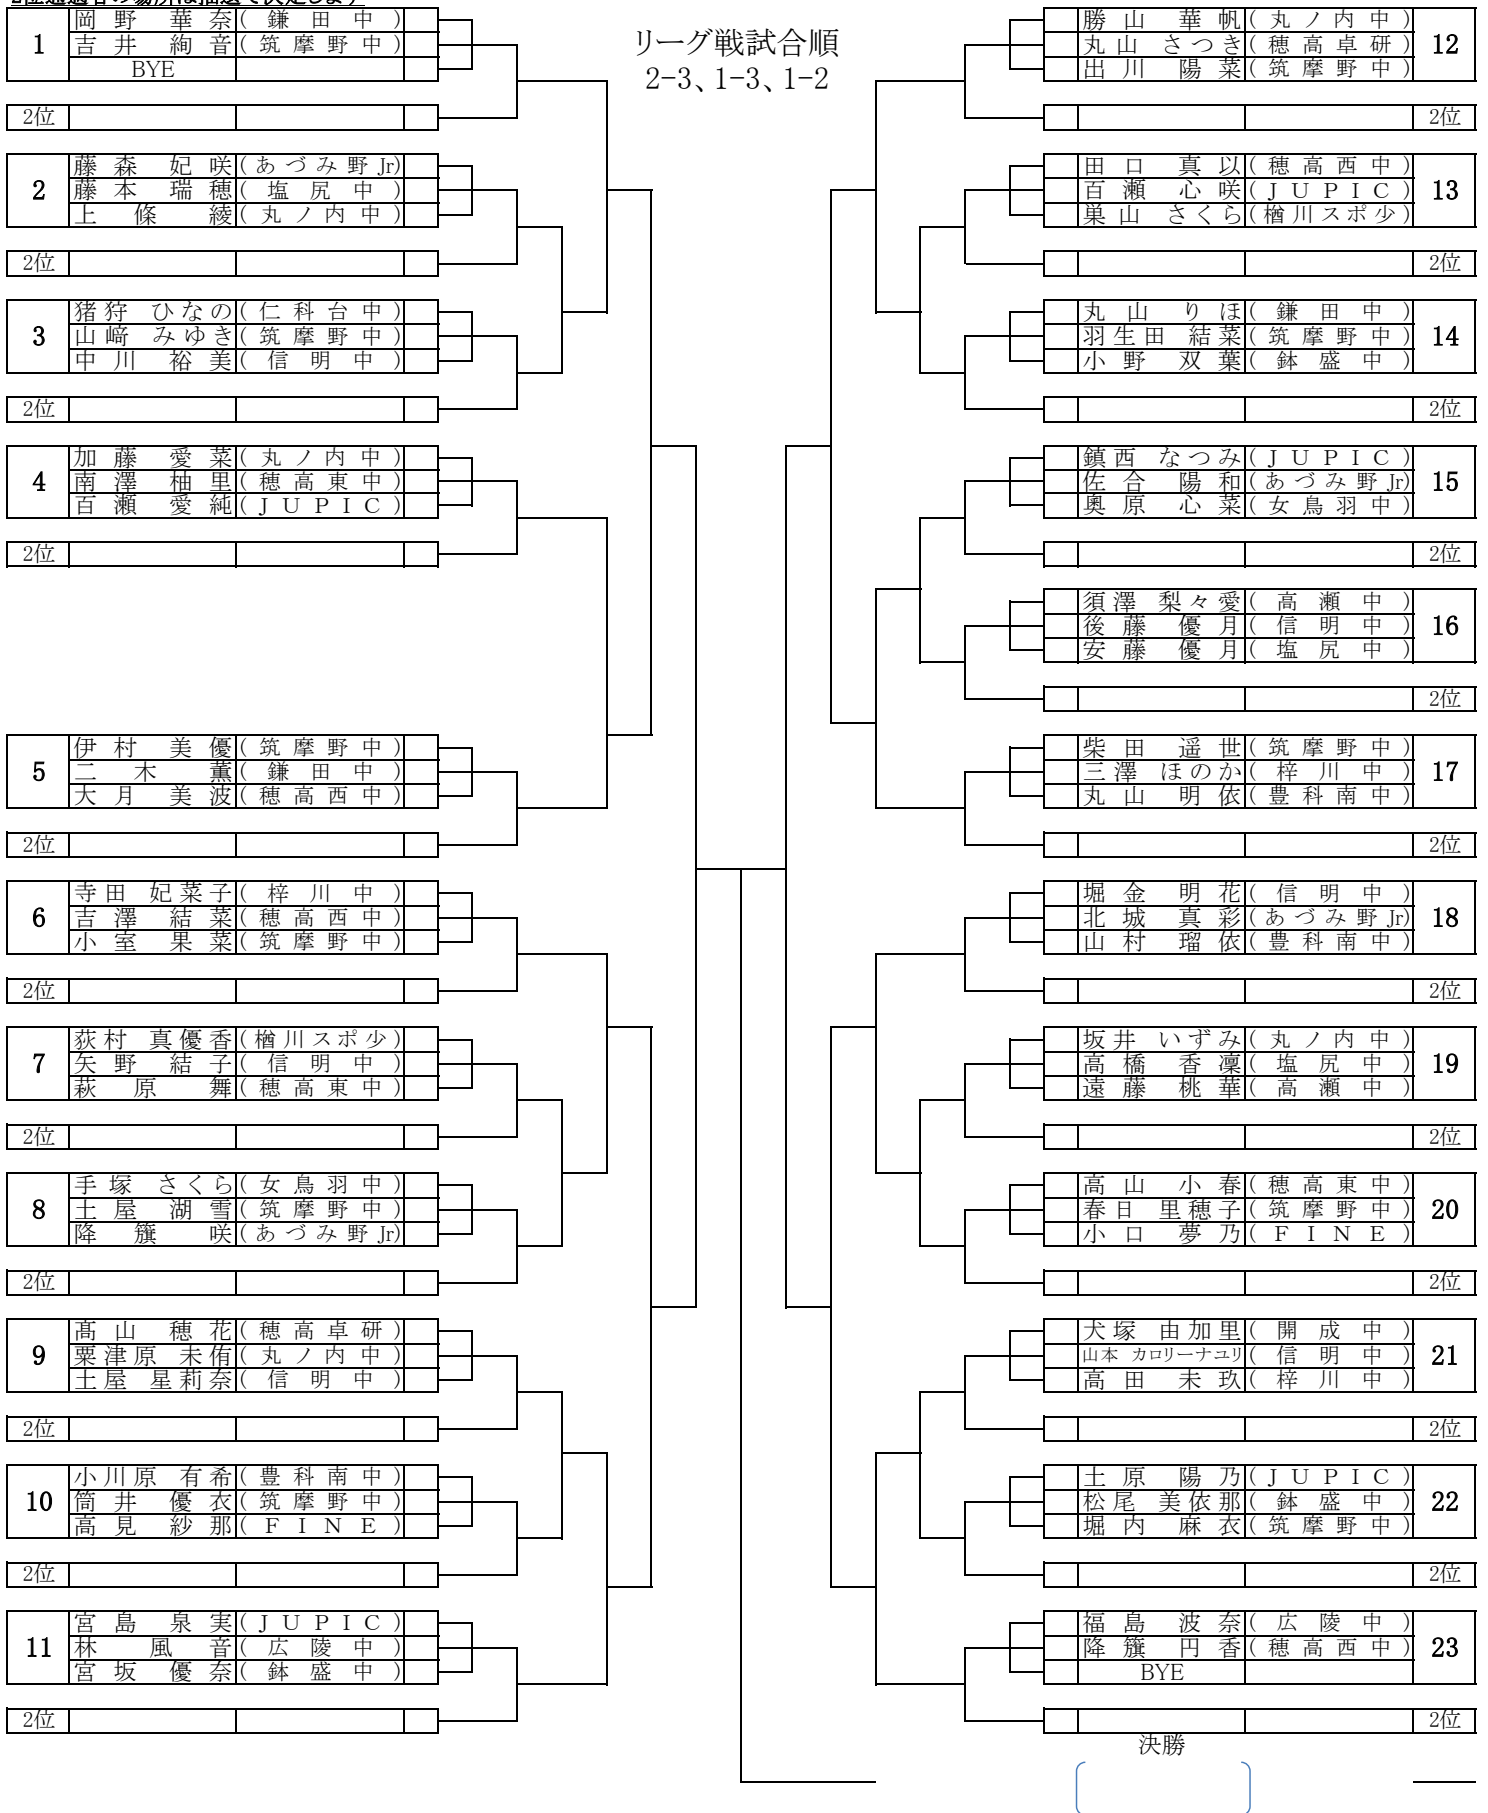 2位通過者の場所は抽選で決定します
リーグ戦試合順
2-3、1-3、1-2
1
岡野 華奈(鎌田中)
吉井 絢音(筑摩野中)
BYE
2位
2
藤森 妃咲(あづみ野Jr)
藤本 瑞穂(塩尻中)
上條 綾(丸ノ内中)
2位
3
猪狩 ひなの(仁科台中)
山﨑 みゆき(筑摩野中)
中川 裕美(信明中)
2位
4
加藤 愛菜(丸ノ内中)
南澤 柚里(穂高東中)
百瀬 愛純(JUPIC)
2位
5
伊村 美優(筑摩野中)
二木 薫(鎌田中)
大月 美波(穂高西中)
2位
6
寺田 妃菜子(梓川中)
吉澤 結菜(穂高西中)
小室 果菜(筑摩野中)
2位
7
荻村 真優香(楢川スポ少)
矢野 結子(信明中)
萩原 舞(穂高東中)
2位
8
手塚 さくら(女鳥羽中)
土屋 湖雪(筑摩野中)
降籏 咲(あづみ野Jr)
2位
9
髙山 穂花(穂高卓研)
粟津原 未侑(丸ノ内中)
土屋 星莉奈(信明中)
2位
10
小川原 有希(豊科南中)
筒井 優衣(筑摩野中)
高見 紗那(FINE)
2位
11
宮島 泉実(JUPIC)
林 風音(広陵中)
宮坂 優奈(鉢盛中)
2位
勝山 華帆(丸ノ内中)
丸山 さつき(穂高卓研)
出川 陽菜(筑摩野中)
12
2位
田口 真以(穂高西中)
百瀬 心咲(JUPIC)
巣山 さくら(楢川スポ少)
13
2位
丸山 りほ(鎌田中)
羽生田 結菜(筑摩野中)
小野 双葉(鉢盛中)
14
2位
鎮西 なつみ(JUPIC)
佐合 陽和(あづみ野Jr)
奥原 心菜(女鳥羽中)
15
2位
須澤 梨々愛(高瀬中)
後藤 優月(信明中)
安藤 優月(塩尻中)
16
2位
柴田 遥世(筑摩野中)
三澤 ほのか(梓川中)
丸山 明依(豊科南中)
17
2位
堀金 明花(信明中)
北城 真彩(あづみ野Jr)
山村 瑠依(豊科南中)
18
2位
坂井 いずみ(丸ノ内中)
高橋 香凜(塩尻中)
遠藤 桃華(高瀬中)
19
2位
高山 小春(穂高東中)
春日 里穂子(筑摩野中)
小口 夢乃(FINE)
20
2位
犬塚 由加里(開成中)
山本 カロリーナユリ(信明中)
高田 未玖(梓川中)
21
2位
土原 陽乃(JUPIC)
松尾 美依那(鉢盛中)
堀内 麻衣(筑摩野中)
22
2位
福島 波奈(広陵中)
降籏 円香(穂高西中)
BYE
23
2位
決勝